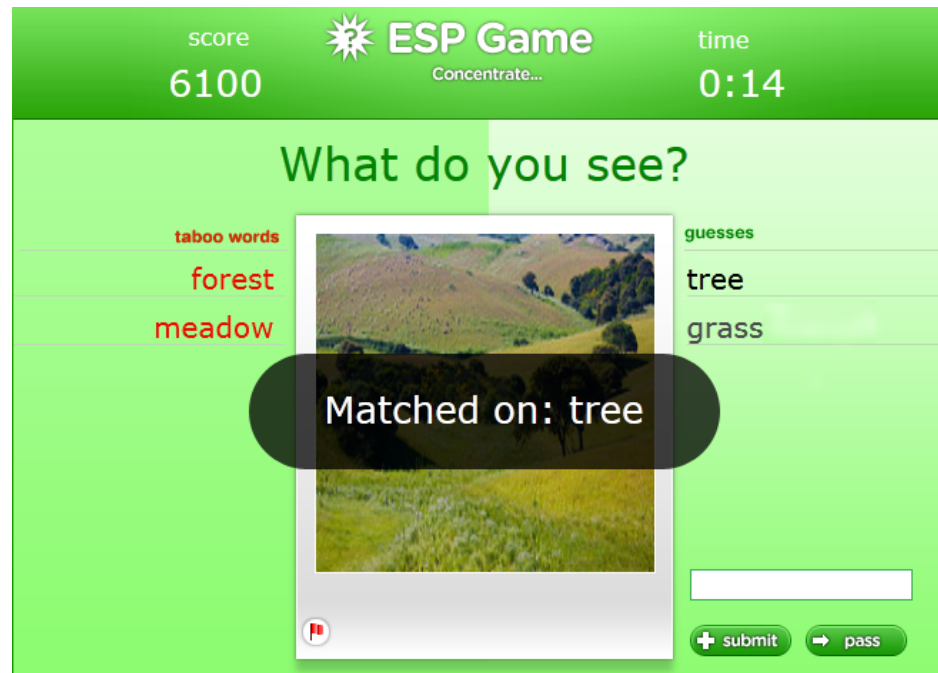 score
ESP Game
Concentrate...
time
6100
0:14
What do you see?
taboo words
forest
meadow
guesses
tree
grass
Matched on: tree
submit
pass